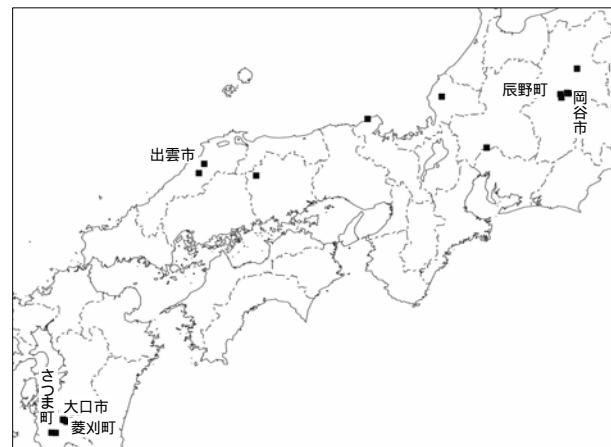 辰野町
岡谷市
出雲市
さつま町
大口市
菱刈町